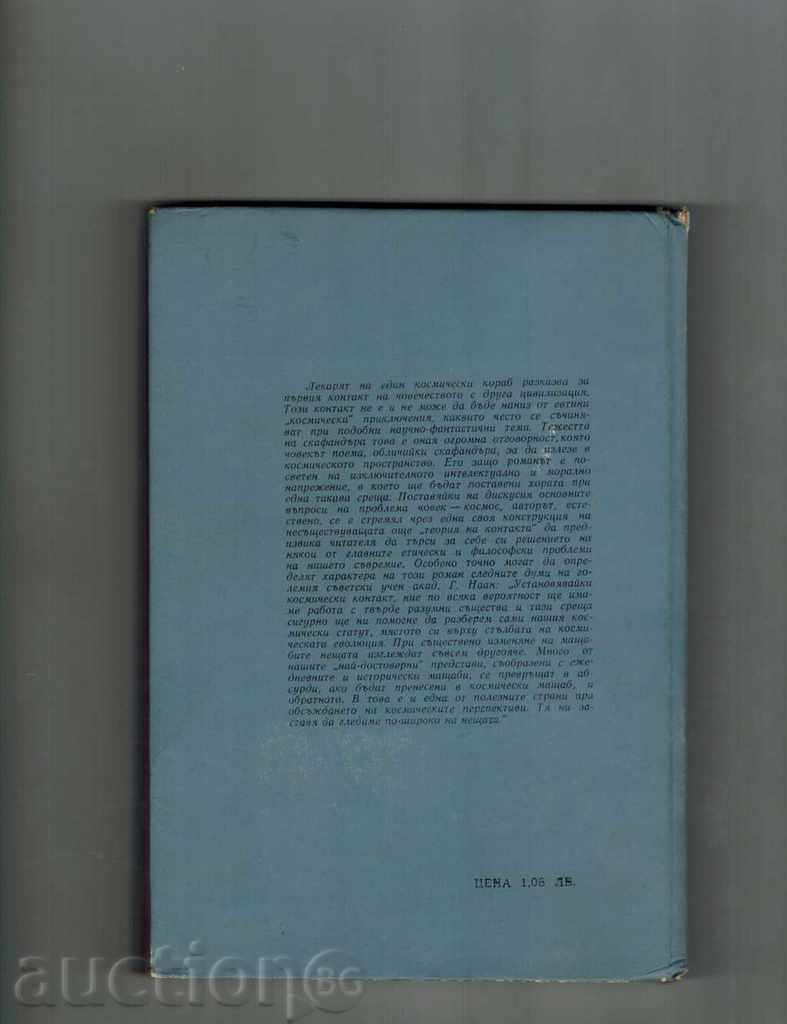 Лекарят на един космически кораб разказва за
първия контакт на човечеството с друга цивилизация.
Този контакт не е и не може да бъде наниз от евтини
„космически" приключения, каквито често се съчиня-
ват при подобни научно-фантастични теми. Тежестта
на скафандъра това е оная огромна отговорност, която
човекът поема, обличайки скафандъра, за да излезе в
космическото пространство. Ето защо романът е по-
светен на изключителното интелектуално и морално
напрежение, в което ще бъдат поставени хората при
една такава среща. Поставяйки на дискусия основните
въпроси на проблема човек — космос, авторът, есте-
ствено, се е стремял чрез една своя конструкция на
несъществуващата още „теория на контакта" да пред-
извика читателя да търси за себе си решението на
някои от главните етически и философски проблеми
на нашето съвремие. Особено точно могат да опре-
делят характера на този роман следните думи на го-
лемия съветски учен акад. Г. Наан: „Установявайки
космически контакт, ние по всяка вероятност ще има-
ме работа с твърде разумни същества и тази среща
сигурно ще ни помогне да разберем сами нашия кос-
мически статут, мястото си върху стълбата на косми-
ческата еволюция. При съществено изменяне на маща-
бите нещата изглеждат съвсем другояче. Много от
нашите „най-достоверни" представи, съобразени с еже-
дневните и исторически мащаби, се превръщат в аб-
сурди, ако бъдат пренесени в космически мащаб, и
обратното. В това е и една от полезните страни при
обсъждането на космическите перспективи. Тя ни за-
ставя да гледаме по-широко на нещата."
ЦЕНА 1,06 ЛВ.
auctionBG